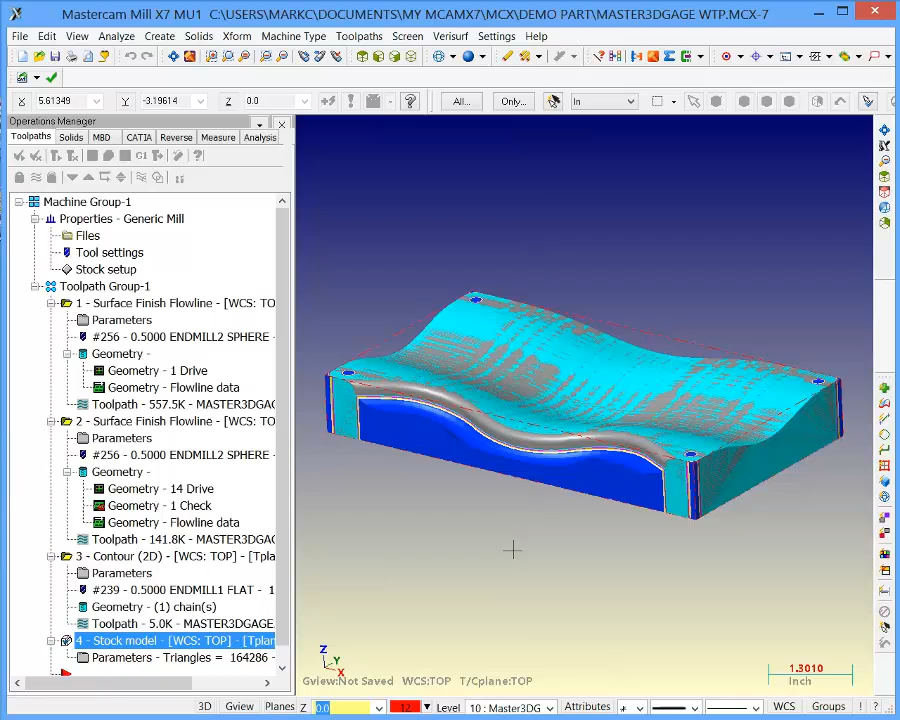 Mastercam Mill X7 MU1 C:\USERS\MARKC\DOCUMENTS\MY MCAMX7\MCX\DEMO PART\MASTER3DGAGE WTP.MCX-7
File Edit View Analyze Create Solids Xform Machine Type Toolpaths Screen Verisurf Settings Help
X 5.61349 Y -3.19614 Z 0.0 All... Only... In
Operations Manager
Toolpaths Solids MBD CATIA Reverse Measure Analysis
G1
Machine Group-1
Properties - Generic Mill
Files
Tool settings
Stock setup
Toolpath Group-1
1 - Surface Finish Flowline - [WCS: TO
Parameters
#256 - 0.5000 ENDMILL2 SPHERE -
Geometry -
Geometry - 1 Drive
Geometry - Flowline data
Toolpath - 557.5K - MASTER3DGAC
2 - Surface Finish Flowline - [WCS: TO
Parameters
#256 - 0.5000 ENDMILL2 SPHERE -
Geometry -
Geometry - 14 Drive
Geometry - 1 Check
Geometry - Flowline data
Toolpath - 141.8K - MASTER3DGAC
3 - Contour (2D) - [WCS: TOP] - [Tpla
Parameters
#239 - 0.5000 ENDMILL1 FLAT - 1
Geometry - (1) chain(s)
Toolpath - 5.0K - MASTER3DGAGE
4 - Stock model - [WCS: TOP] - [Tplan
Parameters - Triangles = 164286 -
Z
Y
X
1.3010
Inch
Gview:Not Saved WCS:TOP T/Cplane:TOP
3D Gview Planes Z 0.0 12 Level 10 : Master3DG Attributes * WCS Groups ! ?